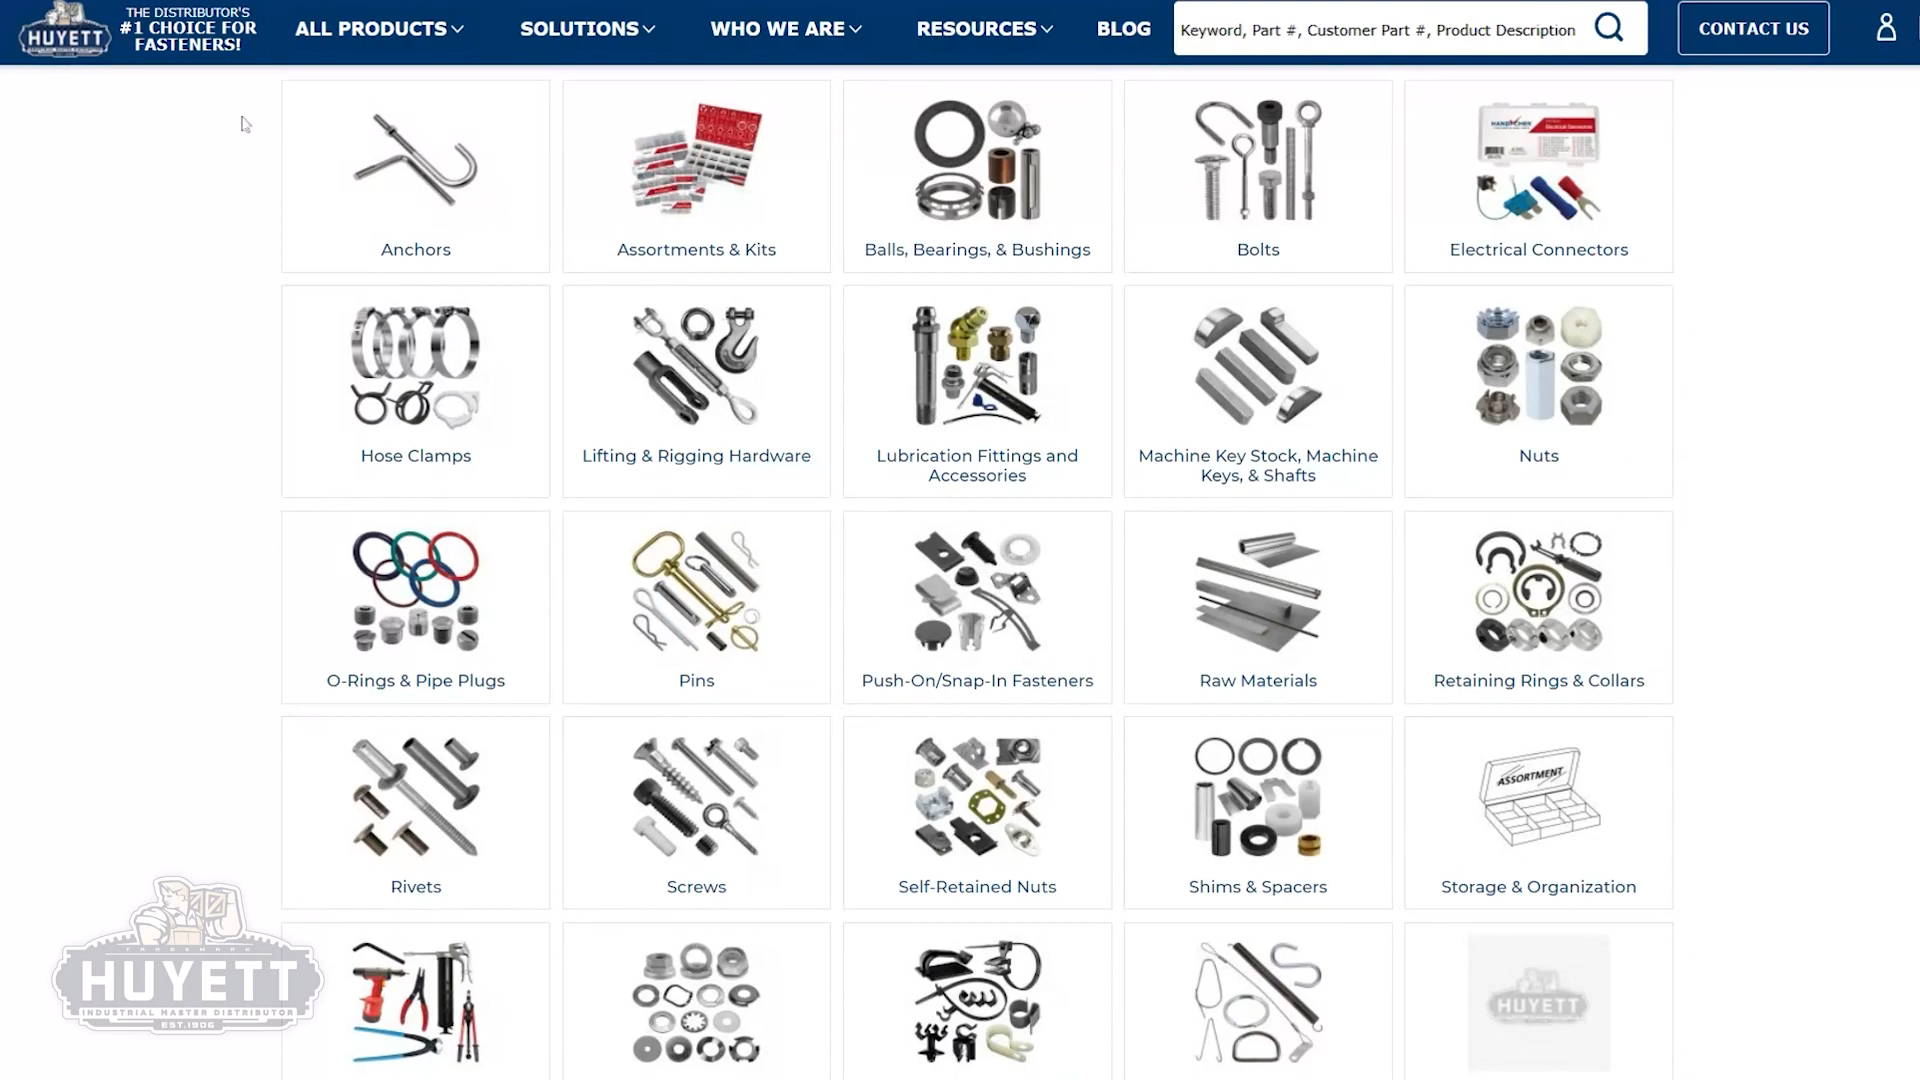 HUYETT
THE DISTRIBUTOR'S
#1 CHOICE FOR
FASTENERS!
ALL PRODUCTS
SOLUTIONS
WHO WE ARE
RESOURCES
BLOG
Keyword, Part #, Customer Part #, Product Description
CONTACT US
Anchors
Assortments & Kits
Balls, Bearings, & Bushings
Bolts
Electrical Connectors
Hose Clamps
Lifting & Rigging Hardware
Lubrication Fittings and
Accessories
Machine Key Stock, Machine
Keys, & Shafts
Nuts
O-Rings & Pipe Plugs
Pins
Push-On/Snap-In Fasteners
Raw Materials
Retaining Rings & Collars
Rivets
Screws
Self-Retained Nuts
Shims & Spacers
ASSORTMENT
Storage & Organization
TRADEMARK
HUYETT
INDUSTRIAL MASTER DISTRIBUTOR
EST.1906
HUYETT